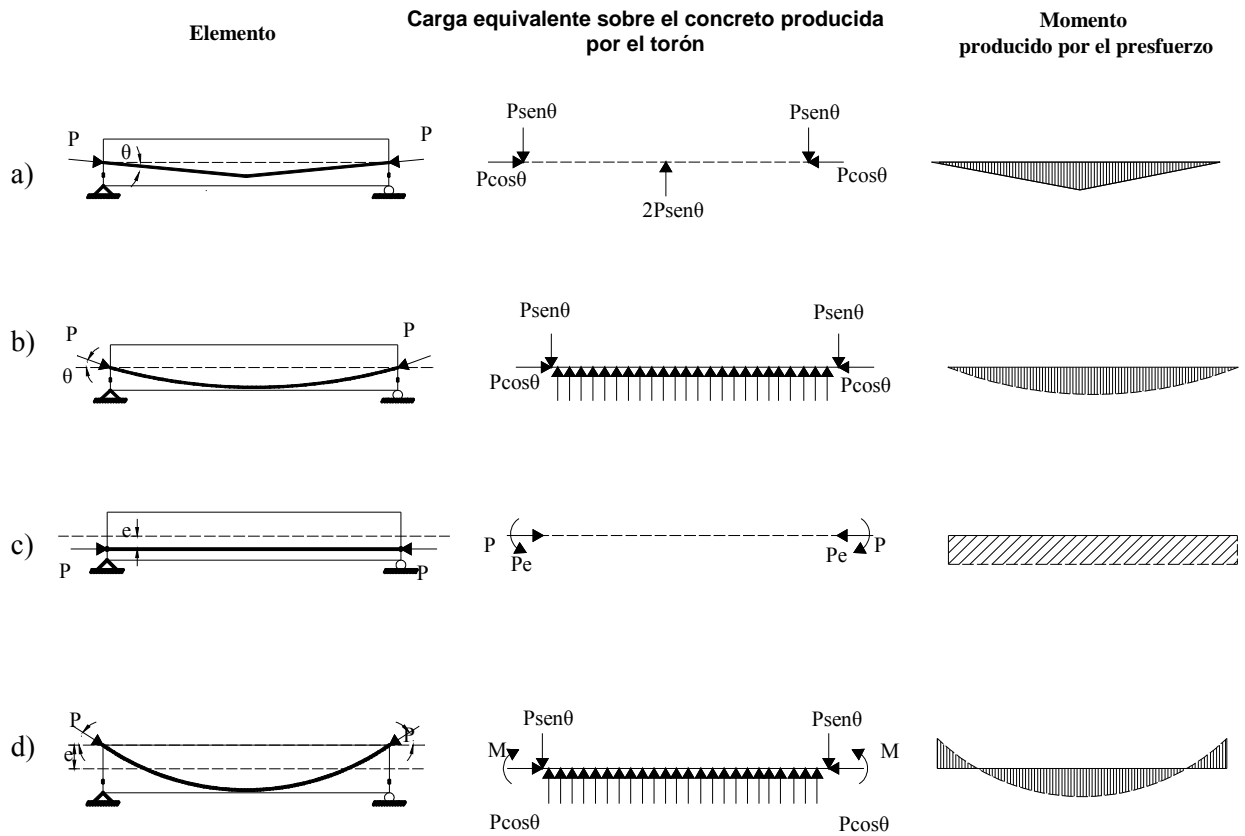 Elemento
Carga equivalente sobre el concreto producida
por el torón
Momento
producido por el presfuerzo
a)
P
θ
P
Psenθ
Psenθ
Pcosθ
Pcosθ
2Psenθ
b)
P
θ
P
Psenθ
Psenθ
Pcosθ
Pcosθ
c)
e
P
P
P
Pe
Pe
P
d)
P
e
P
Psenθ
Psenθ
M
M
Pcosθ
Pcosθ